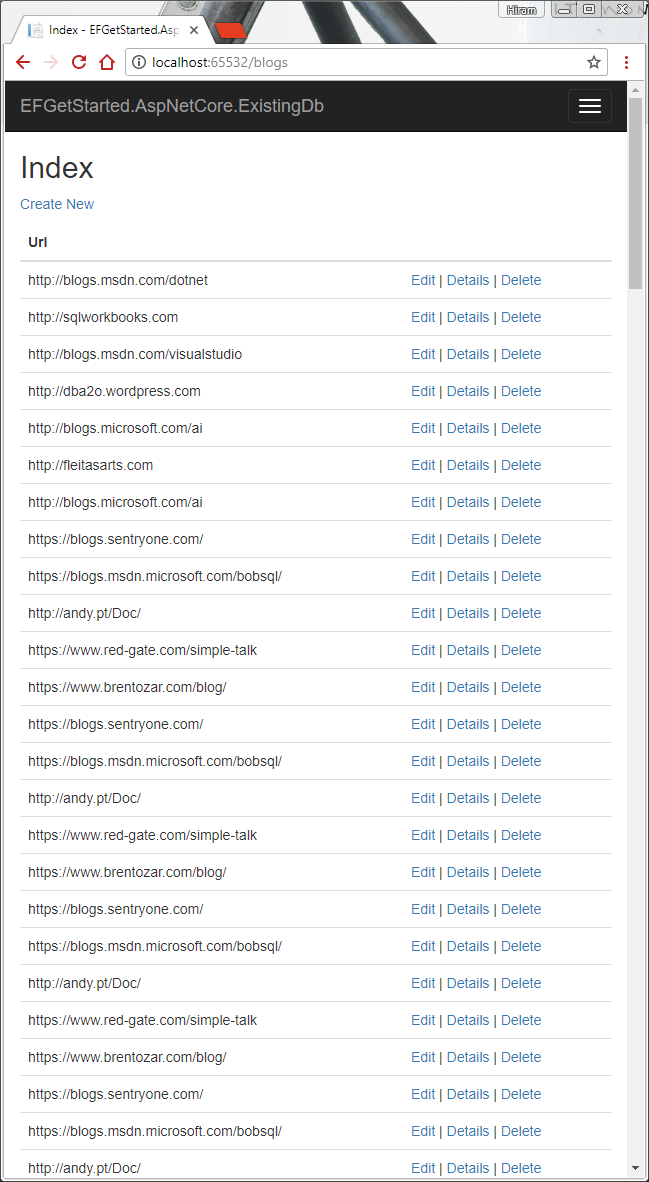 Hiram
Index - EFGetStarted.Asp
localhost:65532/blogs
EFGetStarted.AspNetCore.ExistingDb
Index
Create New
Url
http://blogs.msdn.com/dotnet Edit | Details | Delete
http://sqlworkbooks.com Edit | Details | Delete
http://blogs.msdn.com/visualstudio Edit | Details | Delete
http://dba2o.wordpress.com Edit | Details | Delete
http://blogs.microsoft.com/ai Edit | Details | Delete
http://fleitasarts.com Edit | Details | Delete
http://blogs.microsoft.com/ai Edit | Details | Delete
https://blogs.sentryone.com/ Edit | Details | Delete
https://blogs.msdn.microsoft.com/bobsql/ Edit | Details | Delete
http://andy.pt/Doc/ Edit | Details | Delete
https://www.red-gate.com/simple-talk Edit | Details | Delete
https://www.brentozar.com/blog/ Edit | Details | Delete
https://blogs.sentryone.com/ Edit | Details | Delete
https://blogs.msdn.microsoft.com/bobsql/ Edit | Details | Delete
http://andy.pt/Doc/ Edit | Details | Delete
https://www.red-gate.com/simple-talk Edit | Details | Delete
https://www.brentozar.com/blog/ Edit | Details | Delete
https://blogs.sentryone.com/ Edit | Details | Delete
https://blogs.msdn.microsoft.com/bobsql/ Edit | Details | Delete
http://andy.pt/Doc/ Edit | Details | Delete
https://www.red-gate.com/simple-talk Edit | Details | Delete
https://www.brentozar.com/blog/ Edit | Details | Delete
https://blogs.sentryone.com/ Edit | Details | Delete
https://blogs.msdn.microsoft.com/bobsql/ Edit | Details | Delete
http://andy.pt/Doc/ Edit | Details | Delete